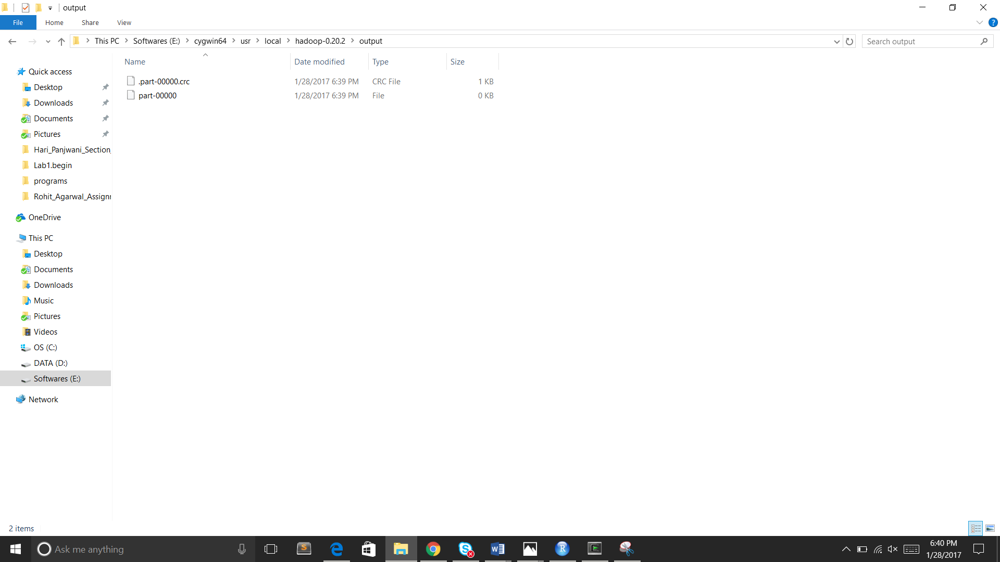 output
File Home Share View
This PC Softwares (E:) cygwin64 usr local hadoop-0.20.2 output
Search output
Name Date modified Type Size
.part-00000.crc 1/28/2017 6:39 PM CRC File 1 KB
part-00000 1/28/2017 6:39 PM File 0 KB
Quick access
Desktop
Downloads
Documents
Pictures
Hari_Panjwani_Section_
Lab1.begin
programs
Rohit_Agarwal_Assignr
OneDrive
This PC
Desktop
Documents
Downloads
Music
Pictures
Videos
OS (C:)
DATA (D:)
Softwares (E:)
Network
2 items
Ask me anything
6:40 PM
1/28/2017